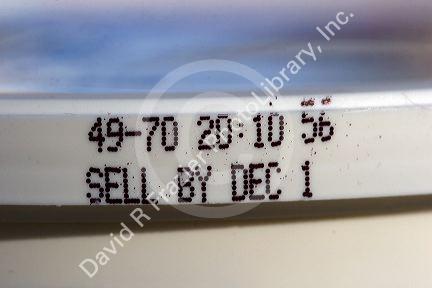 49-70 20:10 56
SELL BY DEC 1
David R. Frazier Photolibrary, Inc.